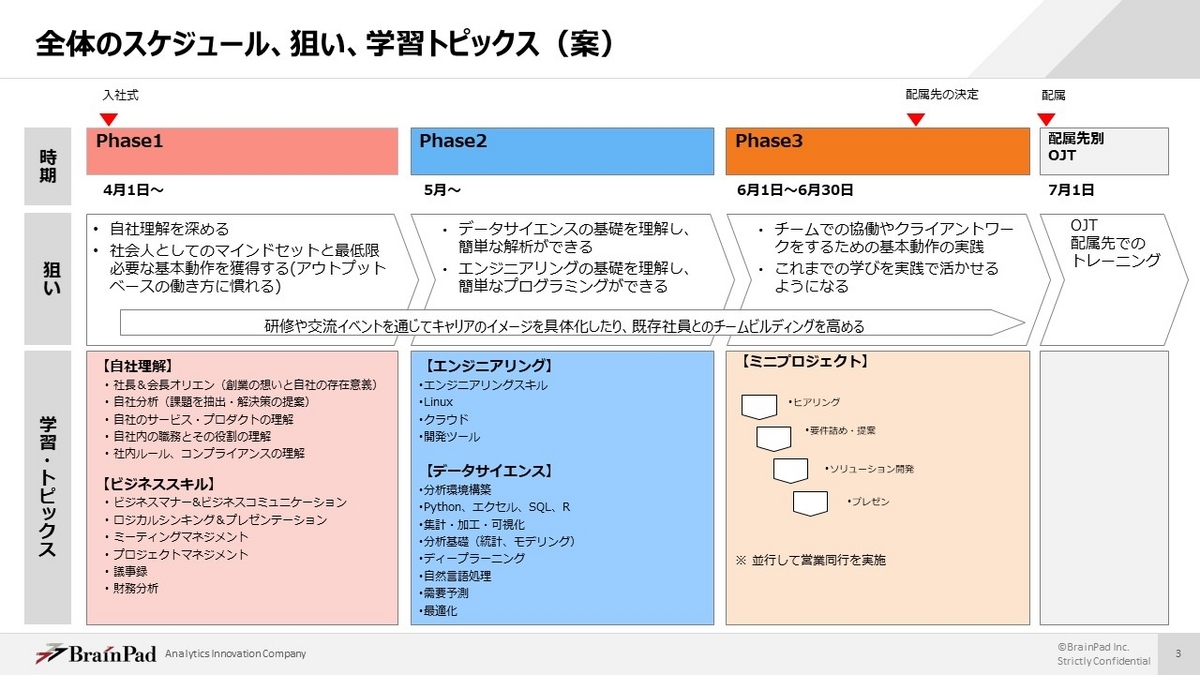 全体のスケジュール、狙い、学習トピックス（案）
入社式
配属先の決定
配属
時期
Phase1
Phase2
Phase3
配属先別
OJT
4月1日～
5月～
6月1日～6月30日
7月1日
狙い
• 自社理解を深める
• 社会人としてのマインドセットと最低限
必要な基本動作を獲得する(アウトプット
ベースの働き方に慣れる)
・ データサイエンスの基礎を理解し、
簡単な解析ができる
・ エンジニアリングの基礎を理解し、
簡単なプログラミングができる
・ チームでの協働やクライアントワー
クをするための基本動作の実践
・ これまでの学びを実践で活かせる
ようになる
OJT
配属先での
トレーニング
研修や交流イベントを通じてキャリアのイメージを具体化したり、既存社員とのチームビルディングを高める
学習・トピックス
【自社理解】
・社長＆会長オリエン（創業の想いと自社の存在意義）
・自社分析（課題を抽出・解決策の提案）
・自社のサービス・プロダクトの理解
・自社内の職務とその役割の理解
・社内ルール、コンプライアンスの理解
【ビジネススキル】
・ビジネスマナー&ビジネスコミュニケーション
・ロジカルシンキング&プレゼンテーション
・ミーティングマネジメント
・プロジェクトマネジメント
・議事録
・財務分析
【エンジニアリング】
・エンジニアリングスキル
・Linux
・クラウド
・開発ツール
【データサイエンス】
・分析環境構築
・Python、エクセル、SQL、R
・集計・加工・可視化
・分析基礎（統計、モデリング）
・ディープラーニング
・自然言語処理
・需要予測
・最適化
【ミニプロジェクト】
・ヒアリング
・要件詰め・提案
・ソリューション開発
・プレゼン
※ 並行して営業同行を実施
BrainPad Analytics Innovation Company
©BrainPad Inc.
Strictly Confidential
3